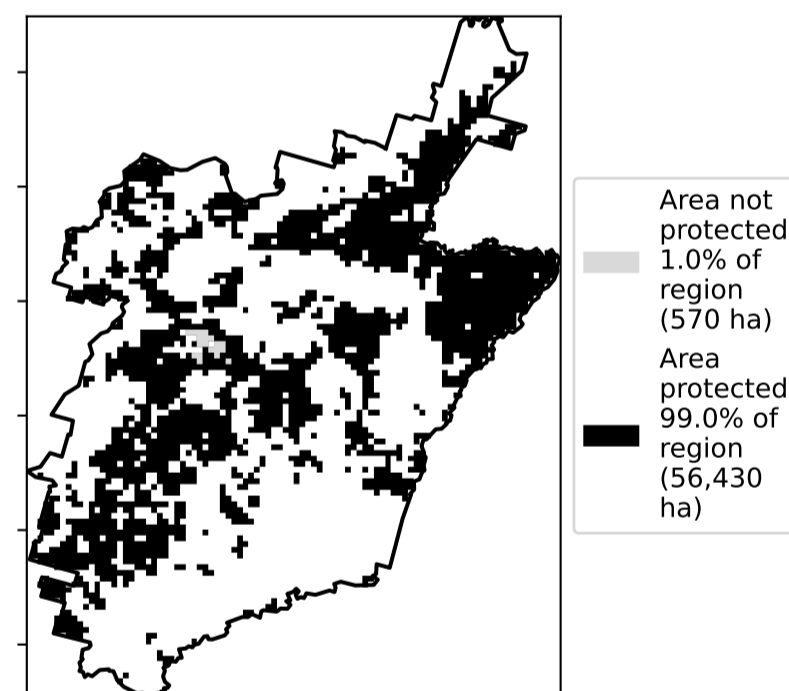 Area not
protected
1.0% of
region
(570 ha)
Area
protected
99.0% of
region
(56,430
ha)